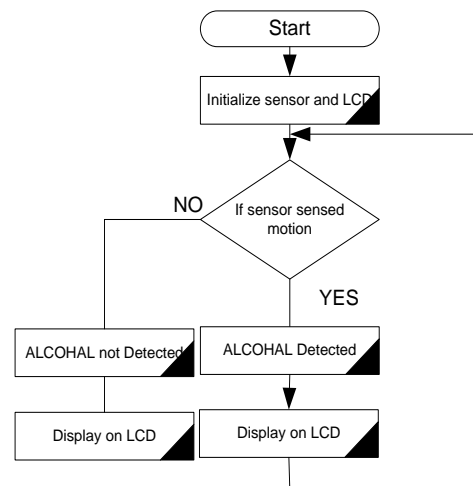 Start
Initialize sensor and LCD
If sensor sensed
motion
NO
YES
ALCOHAL not Detected
ALCOHAL Detected
Display on LCD
Display on LCD